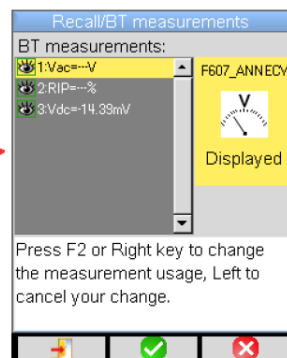 Recall/BT measurements
BT measurements:
1:Vac=---V
2:RIP=---%
3:Vdc=-14.39mV
F607_ANNECY
V
Displayed
Press F2 or Right key to change
the measurement usage, Left to
cancel your change.